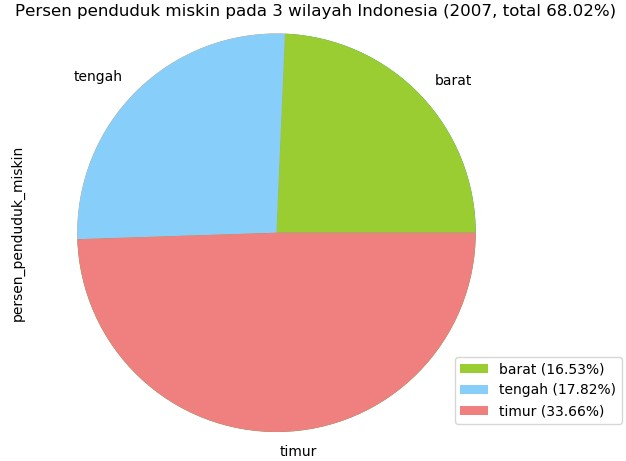 Persen penduduk miskin pada 3 wilayah Indonesia (2007, total 68.02%)
tengah
barat
persen_penduduk_miskin
barat (16.53%)
tengah (17.82%)
timur (33.66%)
timur